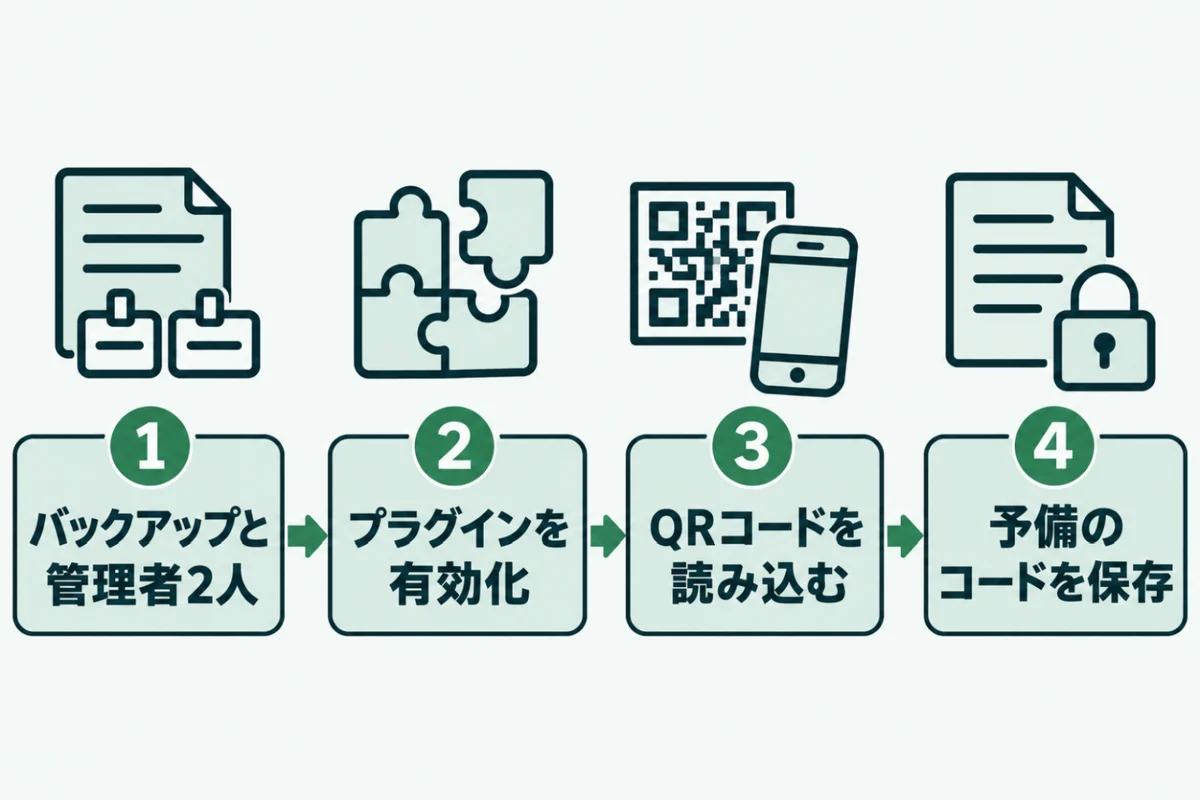 1
バックアップと
管理者2人
2
プラグインを
有効化
3
QRコードを
読み込む
4
予備の
コードを保存